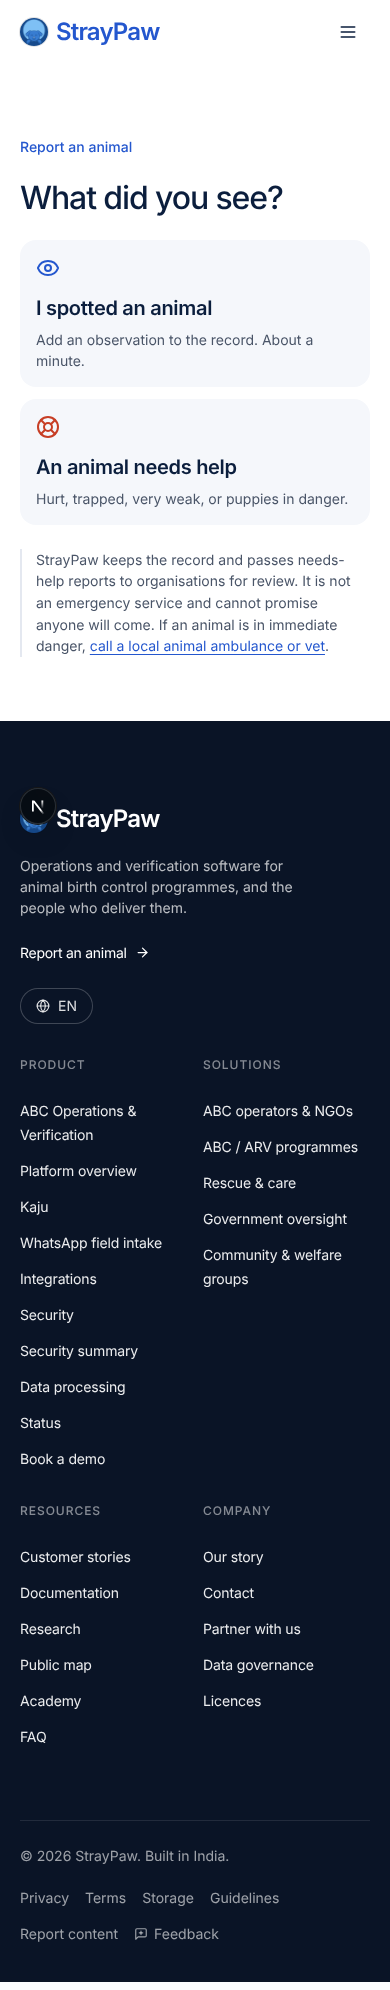 StrayPaw
Report an animal
What did you see?
I spotted an animal
Add an observation to the record. About a
minute.
An animal needs help
Hurt, trapped, very weak, or puppies in danger.
StrayPaw keeps the record and passes needs-
help reports to organisations for review. It is not
an emergency service and cannot promise
anyone will come. If an animal is in immediate
danger, call a local animal ambulance or vet.
N
StrayPaw
Operations and verification software for
animal birth control programmes, and the
people who deliver them.
Report an animal →
EN
PRODUCT
ABC Operations &
Verification
Platform overview
Kaju
WhatsApp field intake
Integrations
Security
Security summary
Data processing
Status
Book a demo
SOLUTIONS
ABC operators & NGOs
ABC / ARV programmes
Rescue & care
Government oversight
Community & welfare
groups
RESOURCES
Customer stories
Documentation
Research
Public map
Academy
FAQ
COMPANY
Our story
Contact
Partner with us
Data governance
Licences
© 2026 StrayPaw. Built in India.
Privacy Terms Storage Guidelines
Report content Feedback